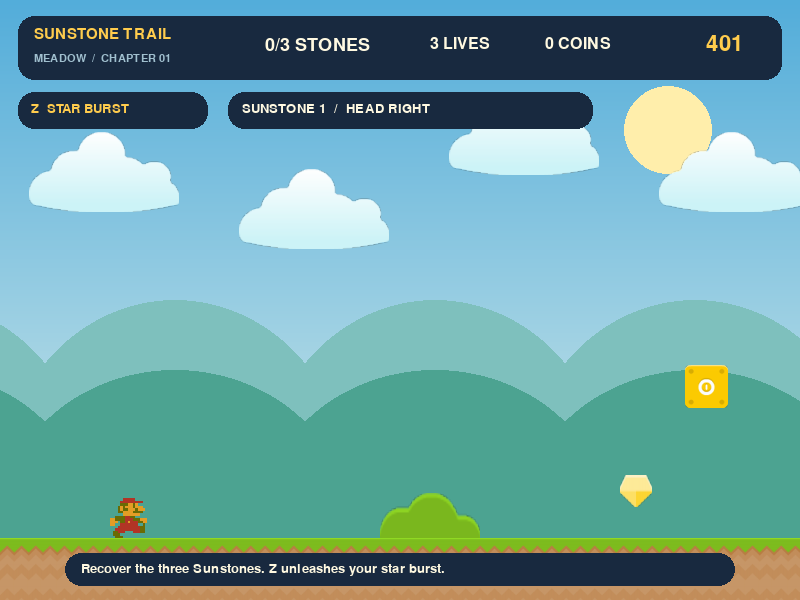 SUNSTONE TRAIL
MEADOW / CHAPTER 01
0/3 STONES
3 LIVES
0 COINS
401
Z STAR BURST
SUNSTONE 1 / HEAD RIGHT
Recover the three Sunstones. Z unleashes your star burst.